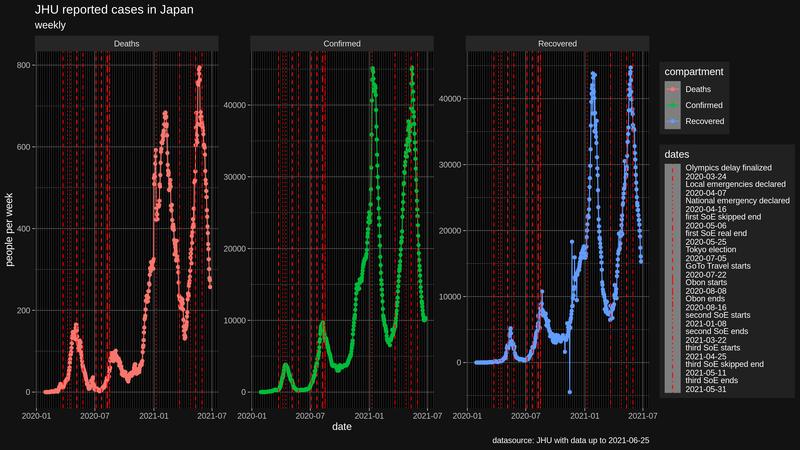 JHU reported cases in Japan
weekly
Deaths
Confirmed
Recovered
800
600
400
200
0
40000
30000
20000
10000
0
40000
30000
20000
10000
0
2020-01
2020-07
2021-01
2021-07
2020-01
2020-07
2021-01
2021-07
2020-01
2020-07
2021-01
2021-07
people per week
date
compartment
Deaths
Confirmed
Recovered
dates
Olympics delay finalized
2020-03-24
Local emergencies declared
2020-04-07
National emergency declared
2020-04-16
first SoE skipped end
2020-05-06
first SoE real end
2020-05-25
Tokyo election
2020-07-05
GoTo Travel starts
2020-07-22
Obon starts
2020-08-08
Obon ends
2020-08-16
second SoE starts
2021-01-08
second SoE ends
2021-03-22
third SoE starts
2021-04-25
third SoE skipped end
2021-05-11
third SoE ends
2021-05-31
datasource: JHU with data up to 2021-06-25